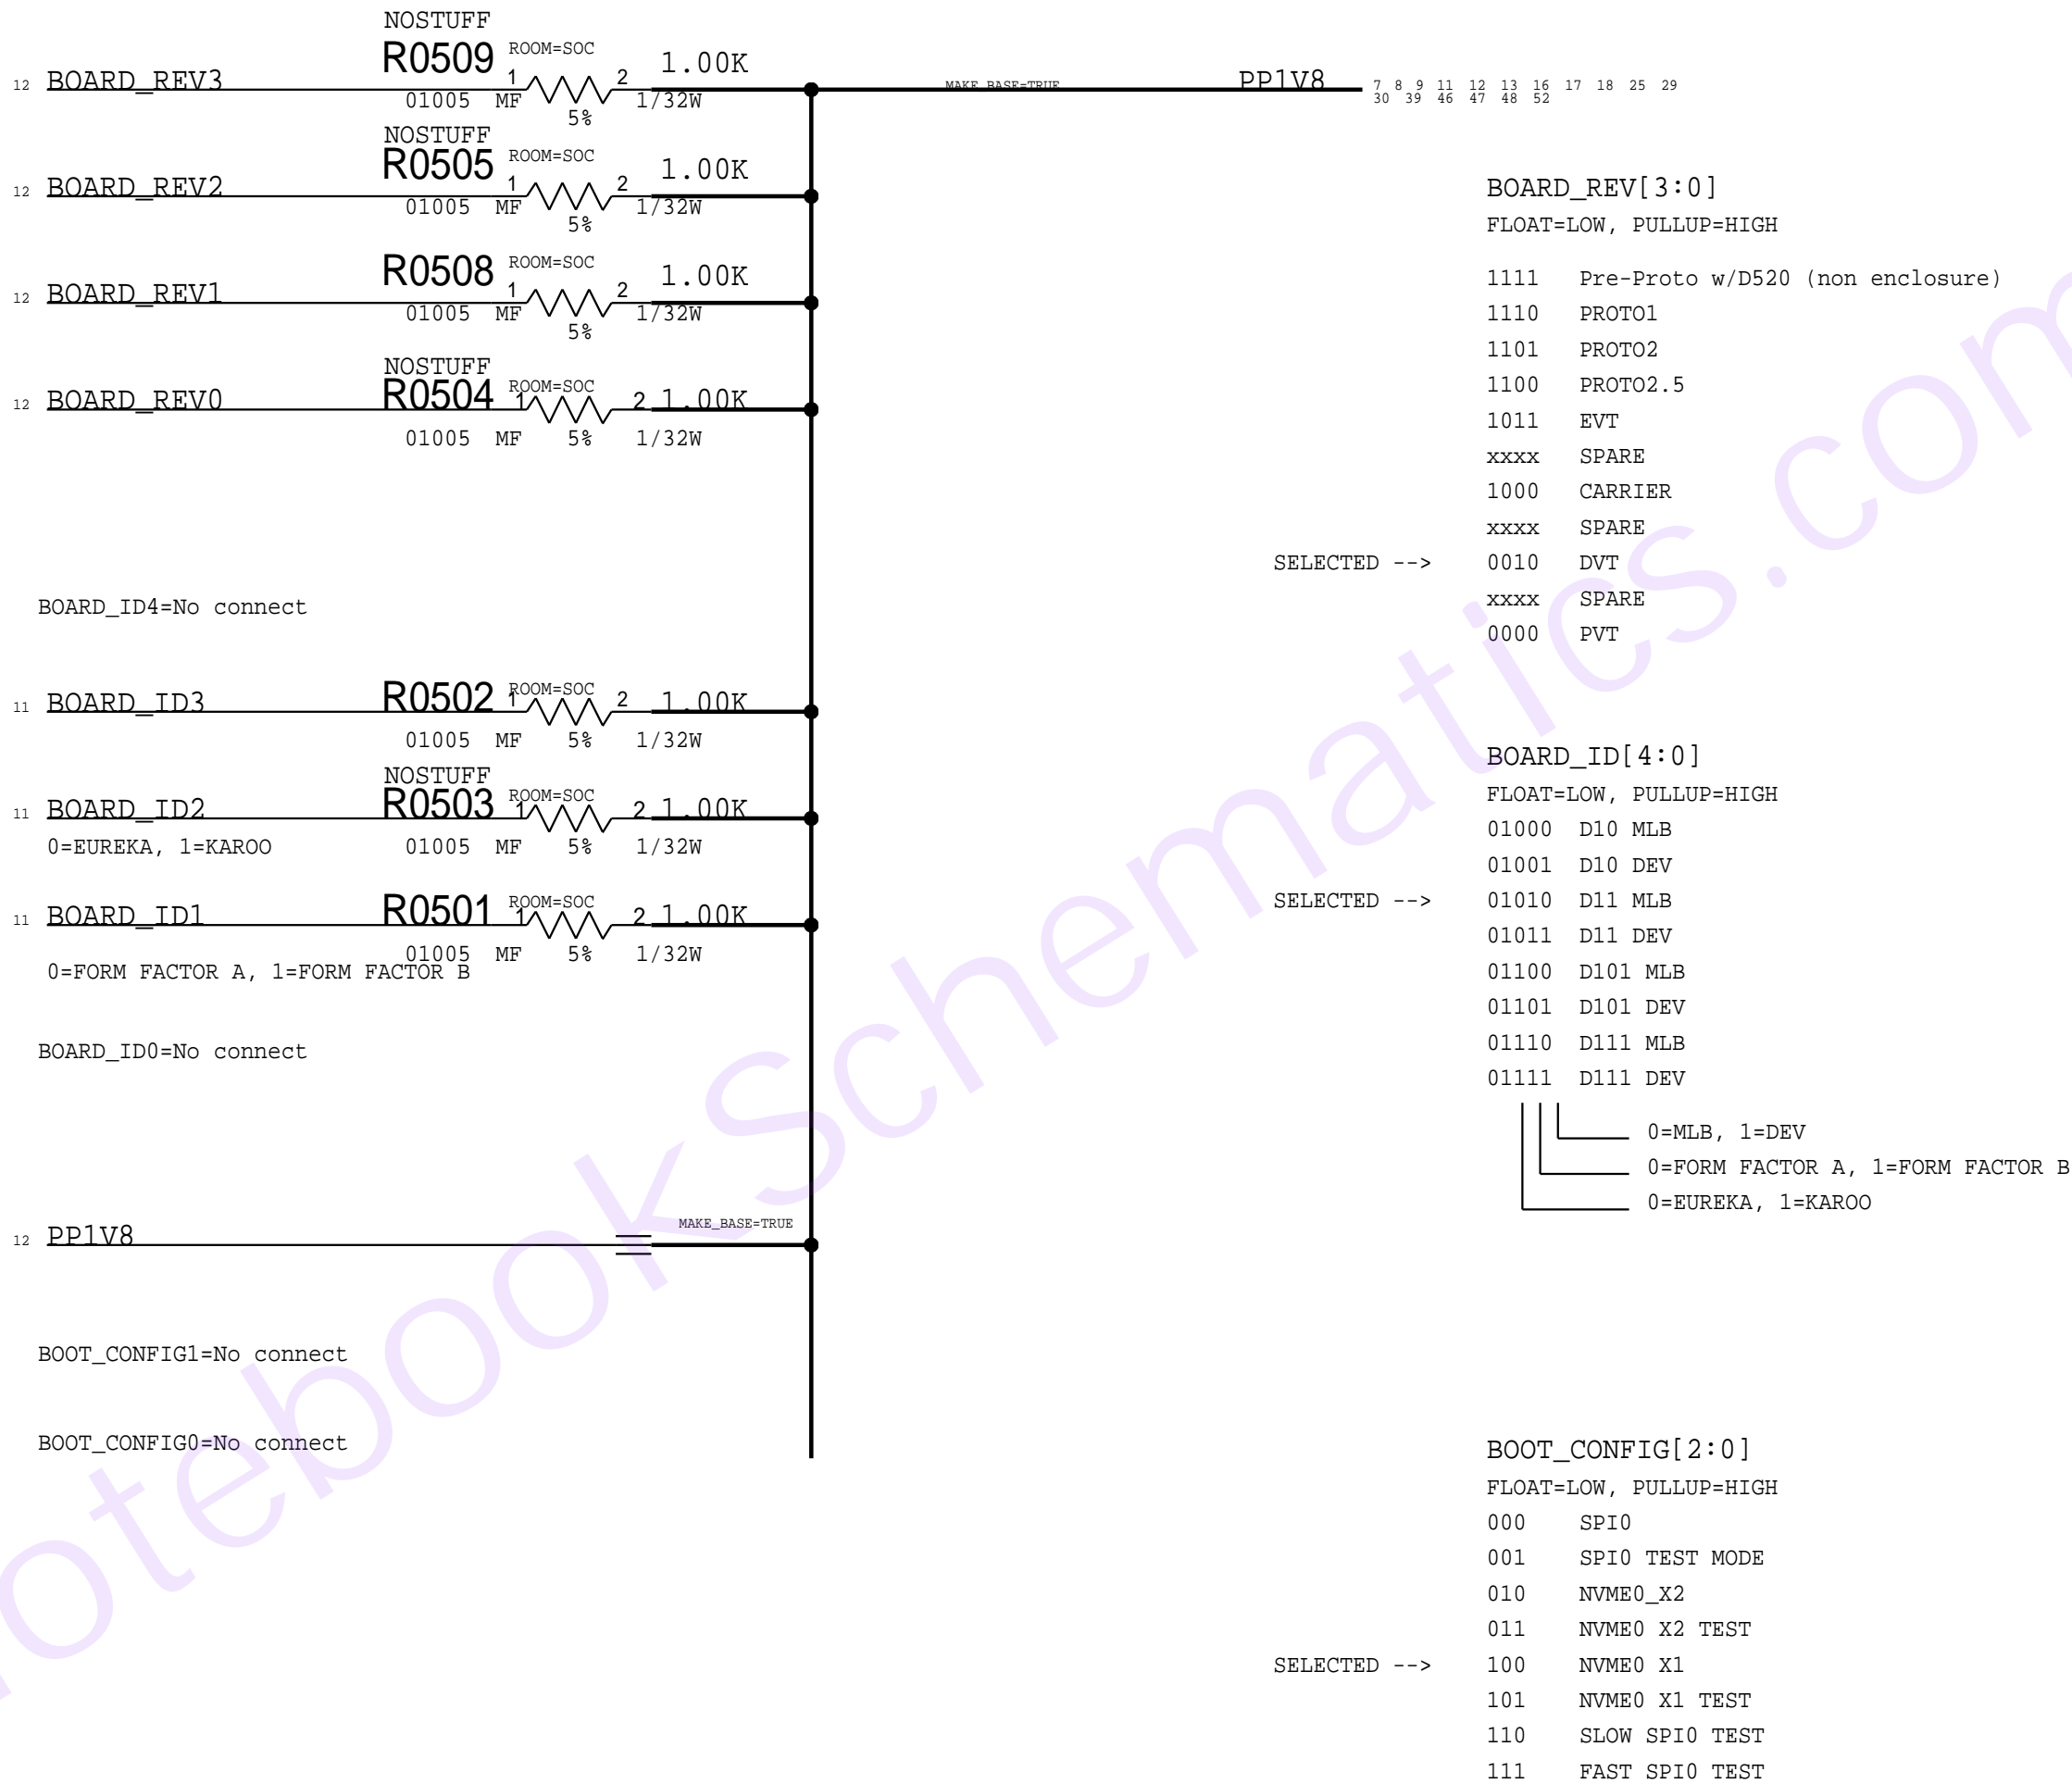 NOSTUFF
R0509 ROOM=SOC
12 BOARD_REV3 1 2 1.00K
01005 MF 5% 1/32W
MAKE_BASE=TRUE
PP1V8 7 8 9 11 12 13 16 17 18 25 29
30 39 46 47 48 52
NOSTUFF
R0505 ROOM=SOC
12 BOARD_REV2 1 2 1.00K
01005 MF 5% 1/32W
R0508 ROOM=SOC
12 BOARD_REV1 1 2 1.00K
01005 MF 5% 1/32W
NOSTUFF
R0504 ROOM=SOC
12 BOARD_REV0 1 2 1.00K
01005 MF 5% 1/32W
BOARD_ID4=No connect
R0502 ROOM=SOC
11 BOARD_ID3 1 2 1.00K
01005 MF 5% 1/32W
NOSTUFF
R0503 ROOM=SOC
11 BOARD_ID2 1 2 1.00K
0=EUREKA, 1=KAROO 01005 MF 5% 1/32W
R0501 ROOM=SOC
11 BOARD_ID1 1 2 1.00K
01005 MF 5% 1/32W
0=FORM FACTOR A, 1=FORM FACTOR B
BOARD_ID0=No connect
MAKE_BASE=TRUE
12 PP1V8
BOOT_CONFIG1=No connect
BOOT_CONFIG0=No connect
BOARD_REV[3:0]
FLOAT=LOW, PULLUP=HIGH
1111 Pre-Proto w/D520 (non enclosure)
1110 PROTO1
1101 PROTO2
1100 PROTO2.5
1011 EVT
xxxx SPARE
1000 CARRIER
xxxx SPARE
SELECTED --> 0010 DVT
xxxx SPARE
0000 PVT
BOARD_ID[4:0]
FLOAT=LOW, PULLUP=HIGH
01000 D10 MLB
01001 D10 DEV
SELECTED --> 01010 D11 MLB
01011 D11 DEV
01100 D101 MLB
01101 D101 DEV
01110 D111 MLB
01111 D111 DEV
0=MLB, 1=DEV
0=FORM FACTOR A, 1=FORM FACTOR B
0=EUREKA, 1=KAROO
BOOT_CONFIG[2:0]
FLOAT=LOW, PULLUP=HIGH
000 SPI0
001 SPI0 TEST MODE
010 NVME0_X2
011 NVME0 X2 TEST
SELECTED --> 100 NVME0 X1
101 NVME0 X1 TEST
110 SLOW SPI0 TEST
111 FAST SPI0 TEST
otebookSchematics.com